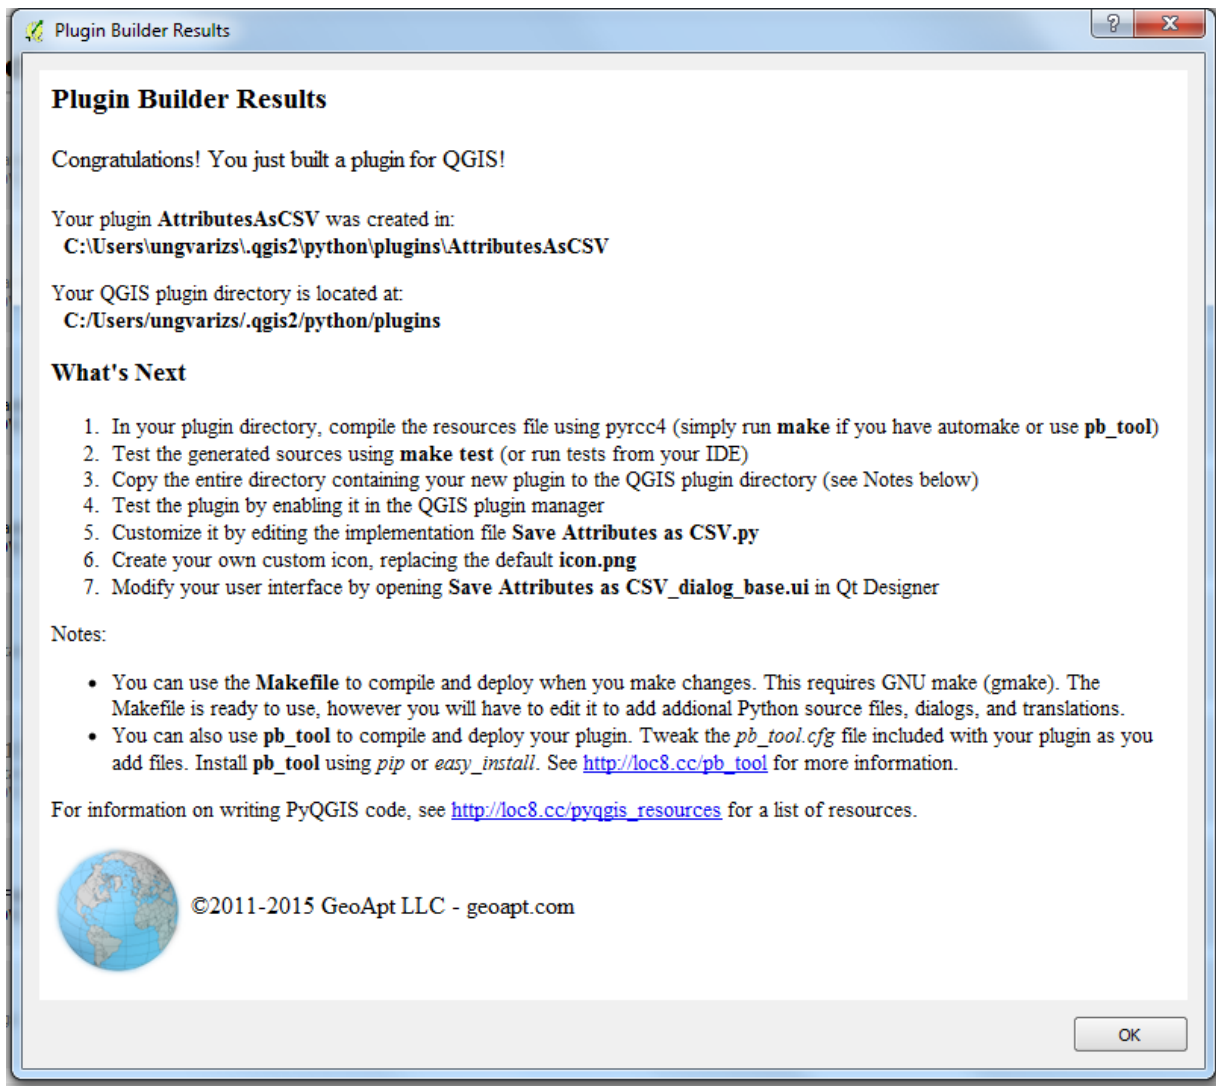 Plugin Builder Results
Plugin Builder Results
Congratulations! You just built a plugin for QGIS!
Your plugin AttributesAsCSV was created in:
C:\Users\ungvarizs\.qgis2\python\plugins\AttributesAsCSV
Your QGIS plugin directory is located at:
C:/Users/ungvarizs/.qgis2/python/plugins
What's Next
1. In your plugin directory, compile the resources file using pyrcc4 (simply run make if you have automake or use pb_tool)
2. Test the generated sources using make test (or run tests from your IDE)
3. Copy the entire directory containing your new plugin to the QGIS plugin directory (see Notes below)
4. Test the plugin by enabling it in the QGIS plugin manager
5. Customize it by editing the implementation file Save Attributes as CSV.py
6. Create your own custom icon, replacing the default icon.png
7. Modify your user interface by opening Save Attributes as CSV_dialog_base.ui in Qt Designer
Notes:
• You can use the Makefile to compile and deploy when you make changes. This requires GNU make (gmake). The
Makefile is ready to use, however you will have to edit it to add addional Python source files, dialogs, and translations.
• You can also use pb_tool to compile and deploy your plugin. Tweak the pb_tool.cfg file included with your plugin as you
add files. Install pb_tool using pip or easy_install. See http://loc8.cc/pb_tool for more information.
For information on writing PyQGIS code, see http://loc8.cc/pyqgis_resources for a list of resources.
©2011-2015 GeoApt LLC - geoapt.com
OK